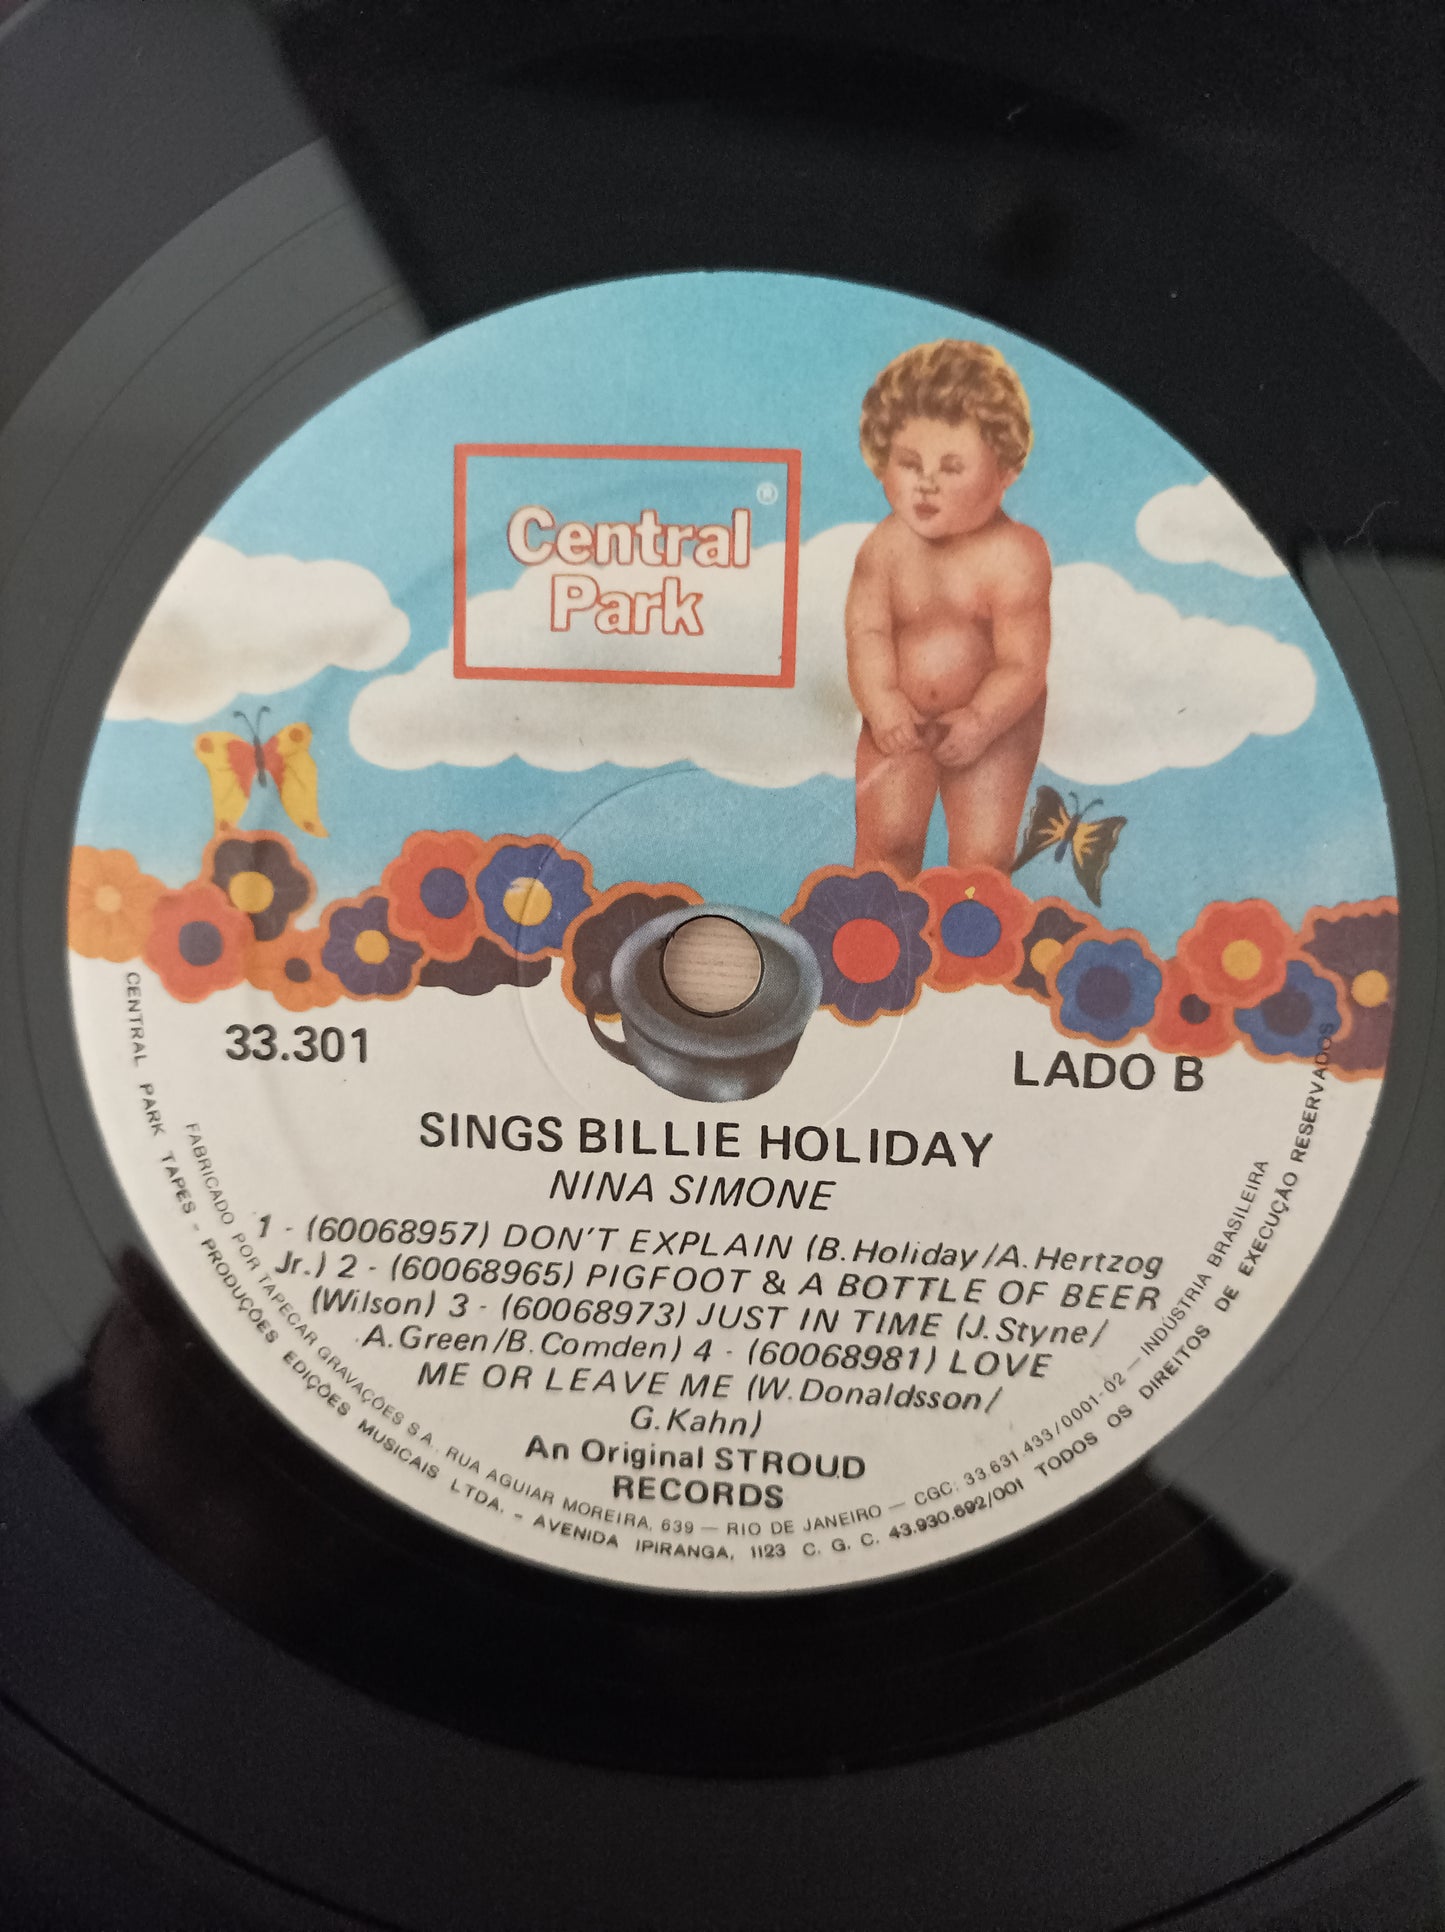 Central ®
Park
33.301
LADO B
SINGS BILLIE HOLIDAY
NINA SIMONE
1 - (60068957) DON'T EXPLAIN (B.Holiday/A.Hertzog
Jr.) 2 - (60068965) PIGFOOT & A BOTTLE OF BEER
(Wilson) 3 - (60068973) JUST IN TIME (J.Styne/
A.Green/B.Comden) 4 - (60068981) LOVE
ME OR LEAVE ME (W.Donaldsson/
G.Kahn)
An Original STROUD
RECORDS
FABRICADO POR TAPECAR GRAVAÇÕES S.A. RUA AGUIAR MOREIRA, 639 — RIO DE JANEIRO — CGC: 33.631.433/0001-02 — INDÚSTRIA BRASILEIRA
CENTRAL PARK TAPES - PRODUÇÕES EDIÇÕES MUSICAIS LTDA. - AVENIDA IPIRANGA, 1123 C. G. C. 43.930.692/001 TODOS OS DIREITOS DE EXECUÇÃO RESERVADOS